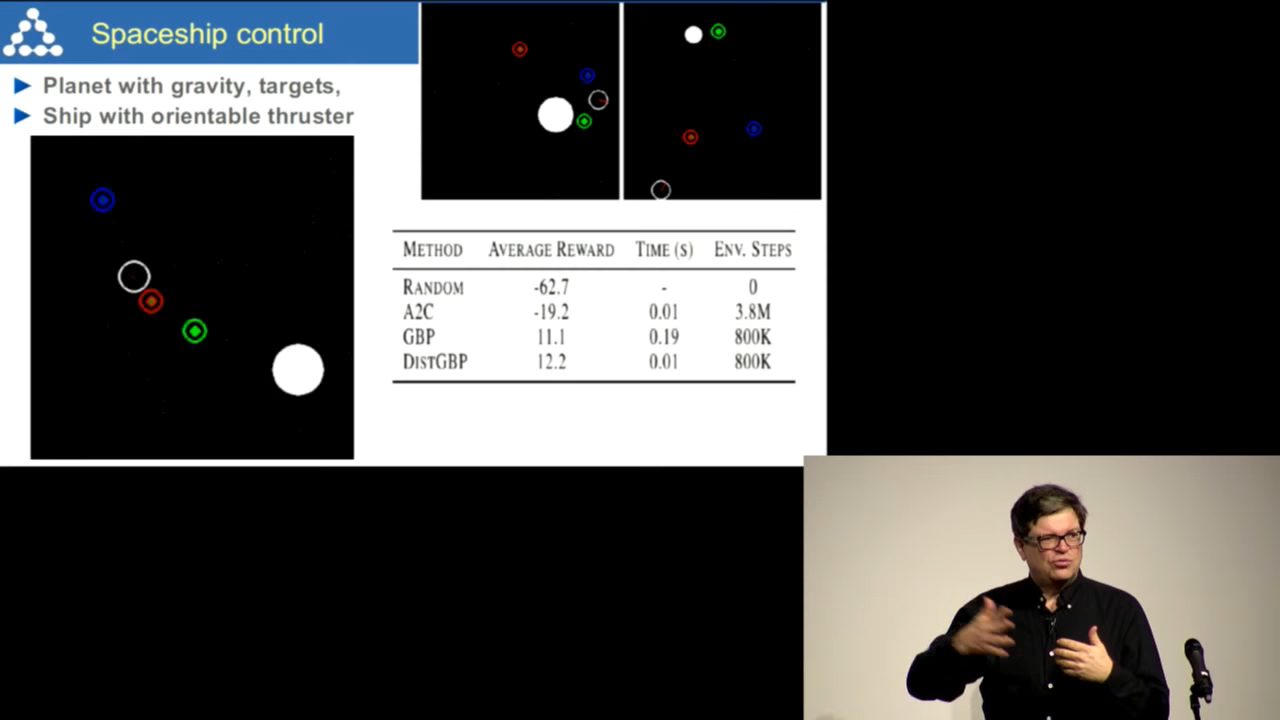 Spaceship control
Planet with gravity, targets,
Ship with orientable thruster
METHOD AVERAGE REWARD TIME (S) ENV. STEPS
RANDOM -62.7 - 0
A2C -19.2 0.01 3.8M
GBP 11.1 0.19 800K
DISTGBP 12.2 0.01 800K